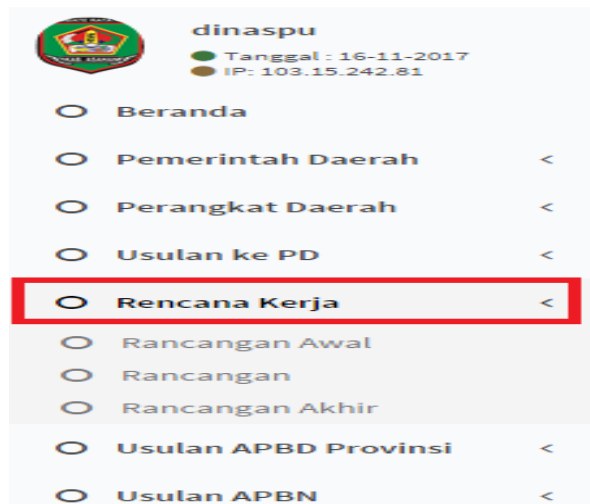 dinaspu
Tanggal : 16-11-2017
IP: 103.15.242.81
Beranda
Pemerintah Daerah <
Perangkat Daerah <
Usulan ke PD <
Rencana Kerja <
Rancangan Awal
Rancangan
Rancangan Akhir
Usulan APBD Provinsi <
Usulan APBN <